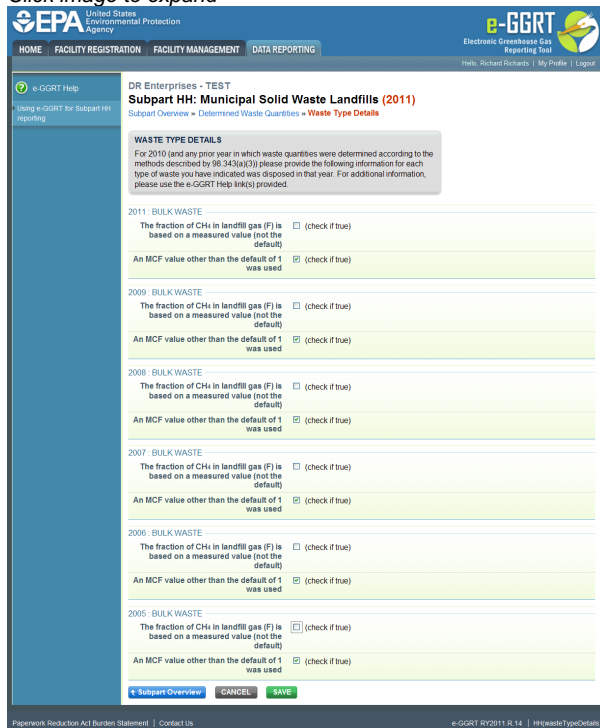 Click image to expand
EPA United States Environmental Protection Agency
e-GGRT
Electronic Greenhouse Gas
Reporting Tool
HOME FACILITY REGISTRATION FACILITY MANAGEMENT DATA REPORTING
Hello, Richard Richards | My Profile | Logout
? e-GGRT Help
Using e-GGRT for Subpart HH
reporting
DR Enterprises - TEST
Subpart HH: Municipal Solid Waste Landfills (2011)
Subpart Overview » Determined Waste Quantities » Waste Type Details
WASTE TYPE DETAILS
For 2010 (and any prior year in which waste
quantities were determined according to the
methods described by 98.343(a)(3)) please provide the following information for each
type of waste you have indicated was disposed in that year. For additional information,
please use the e-GGRT Help link(s) provided.
2011 : BULK WASTE
The fraction of CH4 in landfill gas (F) is (check if true)
based on a measured value (not the
default)
An MCF value other than the default of 1 (check if true)
was used
2009 : BULK WASTE
The fraction of CH4 in landfill gas (F) is (check if true)
based on a measured value (not the
default)
An MCF value other than the default of 1 (check if true)
was used
2008 : BULK WASTE
The fraction of CH4 in landfill gas (F) is (check if true)
based on a measured value (not the
default)
An MCF value other than the default of 1 (check if true)
was used
2007 : BULK WASTE
The fraction of CH4 in landfill gas (F) is (check if true)
based on a measured value (not the
default)
An MCF value other than the default of 1 (check if true)
was used
2006 : BULK WASTE
The fraction of CH4 in landfill gas (F) is (check if true)
based on a measured value (not the
default)
An MCF value other than the default of 1 (check if true)
was used
2005 : BULK WASTE
The fraction of CH4 in landfill gas (F) is (check if true)
based on a measured value (not the
default)
An MCF value other than the default of 1 (check if true)
was used
Subpart Overview CANCEL SAVE
Paperwork Reduction Act Burden Statement | Contact Us
e-GGRT RY2011.R.14 | HH|wasteTypeDetails